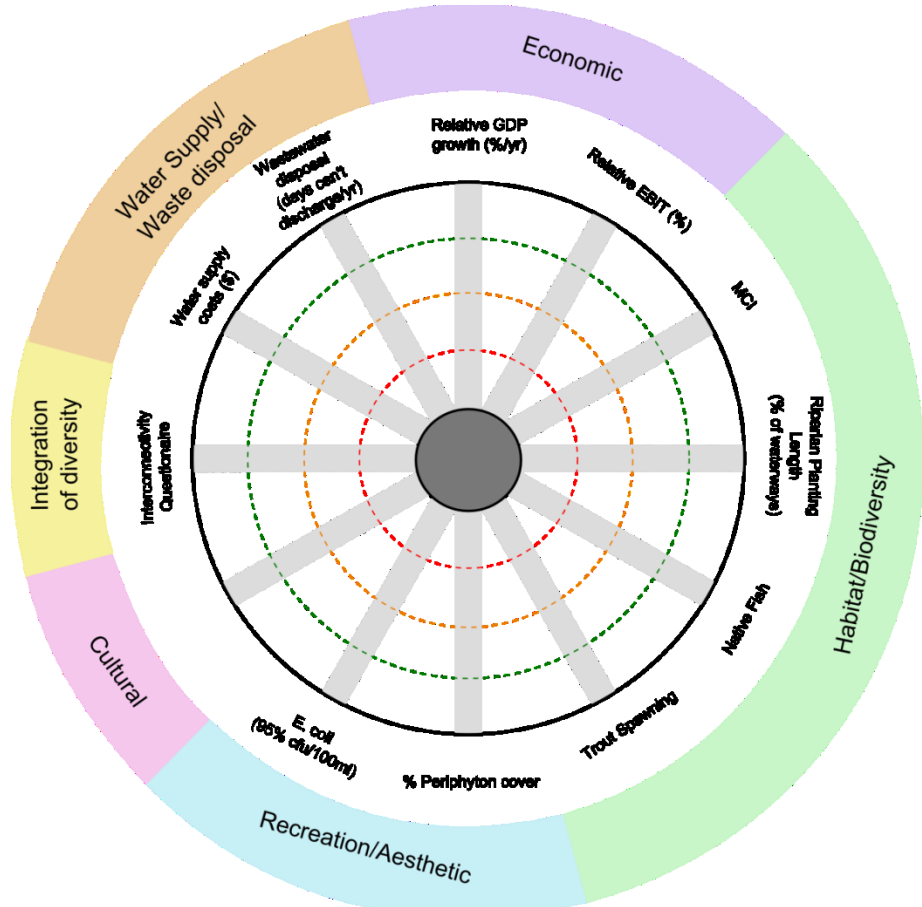 Economic
Water Supply/
Waste disposal
Integration
of diversity
Cultural
Recreation/Aesthetic
Habitat/Biodiversity
Relative GDP
growth (%/yr)
Relative EBIT (%)
MCI
Riperian Planting
Length
(% of waterways)
Native Fish
Trout Spawning
% Periphyton cover
E. coli
(95% cfu/100ml)
Interconnectivity
Questionaire
Water supply
costs ($)
Wastewater
disposal
(days can't
discharge/yr)